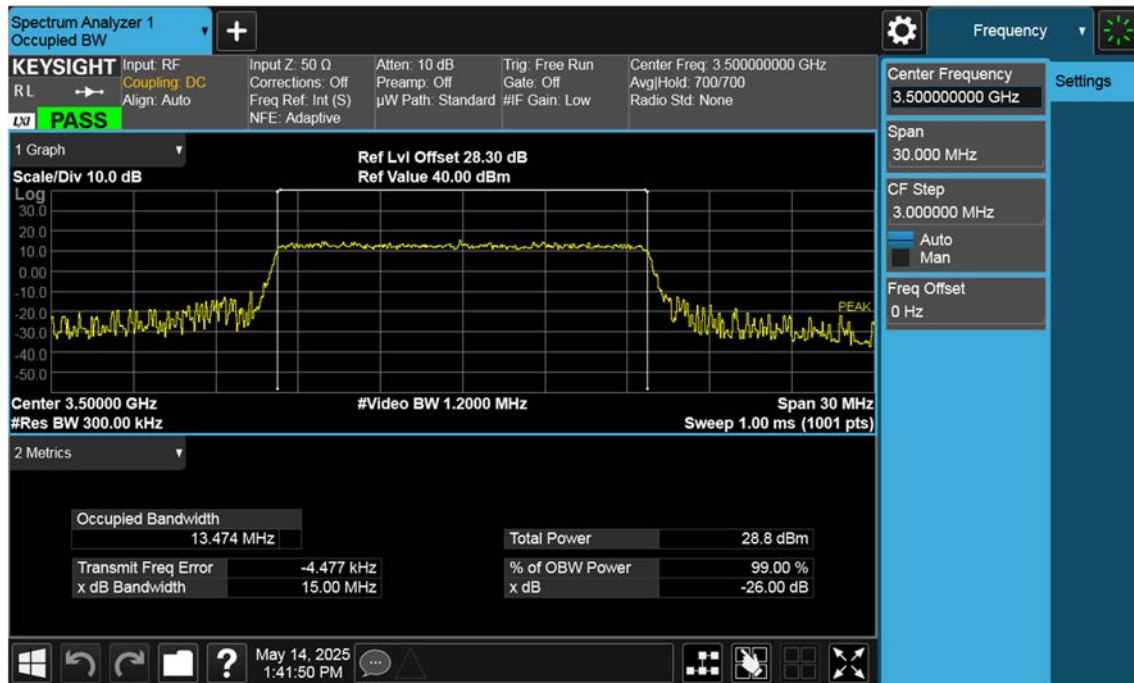 Spectrum Analyzer 1
Occupied BW
Frequency
KEYSIGHT
R L
LXI PASS
Input: RF
Coupling: DC
Align: Auto
Input Z: 50 Ω
Corrections: Off
Freq Ref: Int (S)
NFE: Adaptive
Atten: 10 dB
Preamp: Off
µW Path: Standard
Trig: Free Run
Gate: Off
#IF Gain: Low
Center Freq: 3.500000000 GHz
Avg|Hold: 700/700
Radio Std: None
Center Frequency
3.500000000 GHz
Settings
Span
30.000 MHz
CF Step
3.000000 MHz
Auto
Man
Freq Offset
0 Hz
1 Graph
Scale/Div 10.0 dB
Ref Lvl Offset 28.30 dB
Ref Value 40.00 dBm
Log
30.0
20.0
10.0
0.00
-10.0
-20.0
-30.0
-40.0
-50.0
PEAK
Center 3.50000 GHz
#Video BW 1.2000 MHz
Span 30 MHz
#Res BW 300.00 kHz
Sweep 1.00 ms (1001 pts)
2 Metrics
Occupied Bandwidth
13.474 MHz
Total Power 28.8 dBm
Transmit Freq Error -4.477 kHz
% of OBW Power 99.00 %
x dB Bandwidth 15.00 MHz
x dB -26.00 dB
?
May 14, 2025
1:41:50 PM